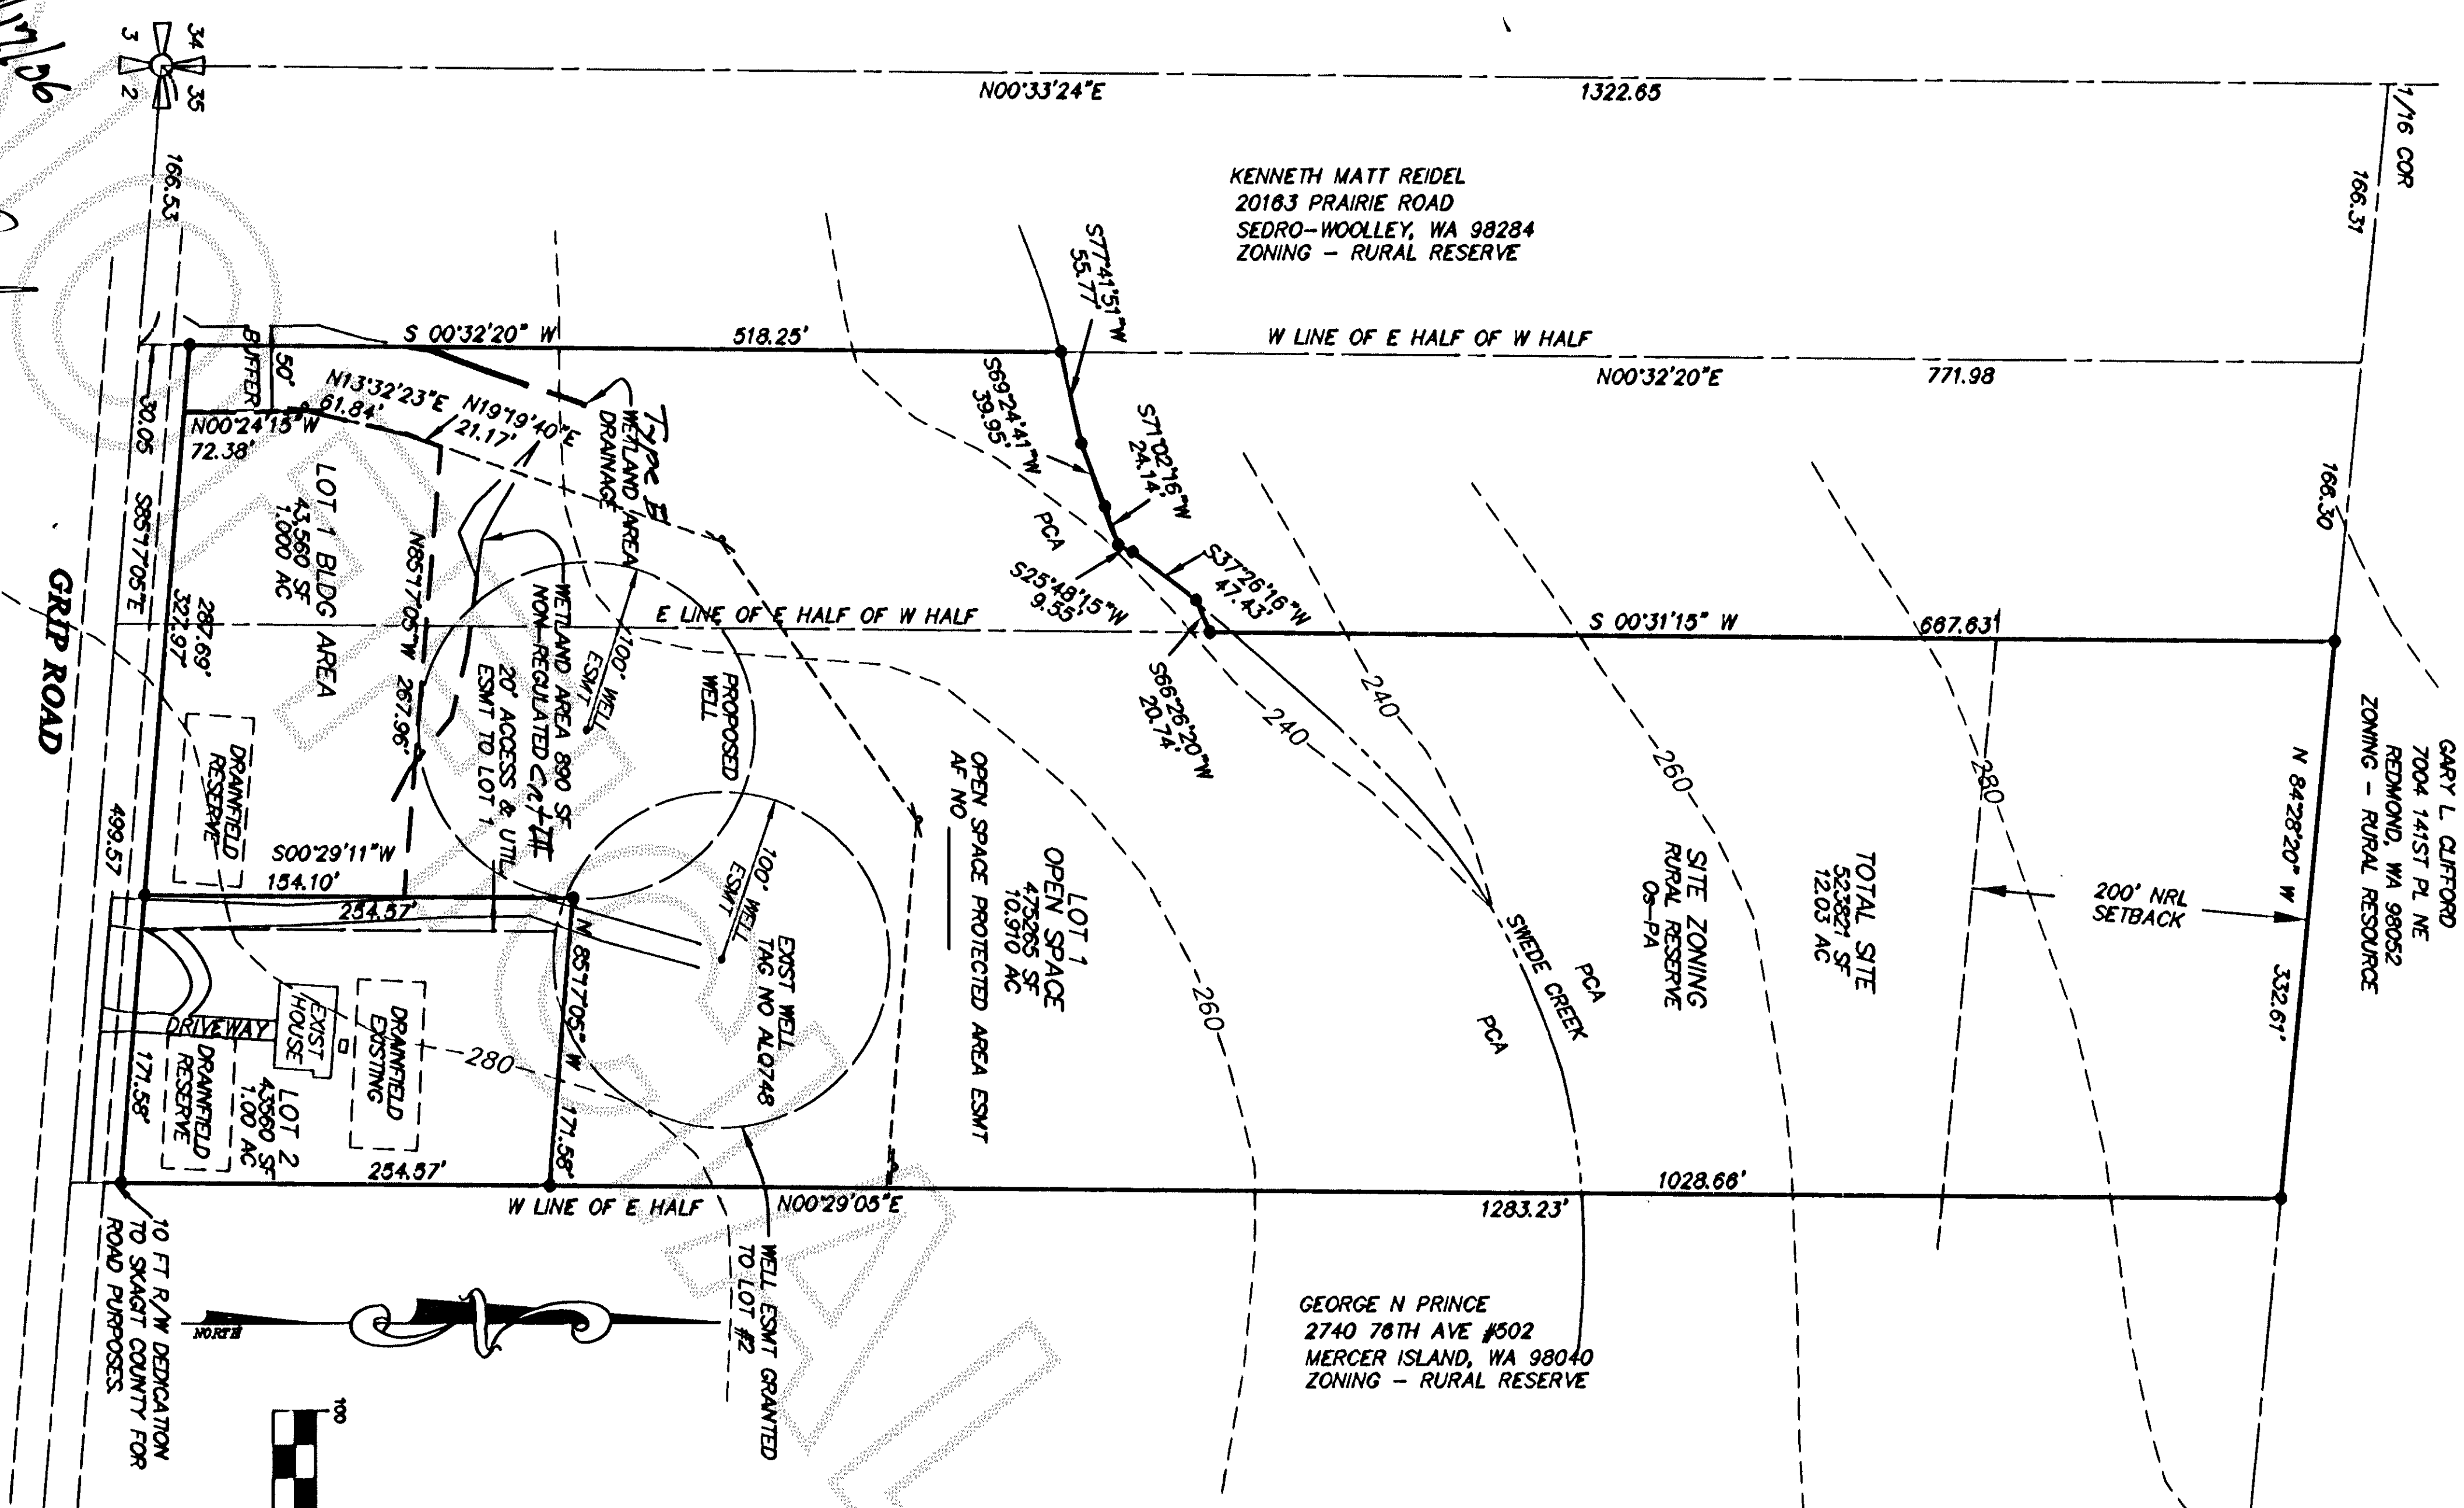 34
35
3
2
N00°33'24"E
1322.65
1/16 COR
166.53
166.31
166.30
KENNETH MATT REIDEL
20163 PRAIRIE ROAD
SEDRO-WOOLLEY, WA 98284
ZONING - RURAL RESERVE
S 00°32'20" W
518.25'
W LINE OF E HALF OF W HALF
N00°32'20"E
771.98
S77°41'51"W
55.77'
S69°24'41"W
39.95'
S71°02'16"W
24.14'
S25°48'15"W
9.55'
S37°26'16"W
47.43'
S66°26'20"W
20.74'
PCA
50'
BUFFER
N13°32'23"E
61.84'
N19°19'40"E
21.17'
N00°24'15"W
72.38'
30.05
S85°17'05"E
Type E
WETLAND AREA
DRAINAGE
LOT 1 BLDG AREA
43,560 SF
1.000 AC
N85°17'05"W 267.96'
287.69'
327.97'
GRIP ROAD
E LINE OF E HALF OF W HALF
S 00°31'15" W
667.63'
100' WELL
ESMT
WETLAND AREA 890 SF
NON-REGULATED Cat III
20' ACCESS & UTIL
ESMT TO LOT 1
PROPOSED
WELL
DRAINFIELD
RESERVE
499.57
S00°29'11"W
154.10'
254.57'
100' WELL
ESMT
EXIST WELL
TAG NO ALQ748
OPEN SPACE PROTECTED AREA ESMT
AF NO
LOT 1
OPEN SPACE
475265 SF
10.910 AC
240
240
260
260
280
280
SWEDE CREEK
PCA
PCA
SITE ZONING
RURAL RESERVE
Os-PA
TOTAL SITE
523821 SF
12.03 AC
200' NRL
SETBACK
N 84°28'20" W
332.61'
GARY L. CLIFFORD
7004 141ST PL NE
REDMOND, WA 98052
ZONING - RURAL RESOURCE
N 85°17'05" W
171.58'
EXIST
HOUSE
DRIVEWAY
DRAINFIELD
EXISTING
DRAINFIELD
RESERVE
LOT 2
43560 SF
1.00 AC
171.58'
254.57'
W LINE OF E HALF
N00°29'05"E
1028.66'
1283.23'
WELL ESMT GRANTED
TO LOT #2
10 FT R/W DEDICATION
TO SKAGIT COUNTY FOR
ROAD PURPOSES.
NORTH
100
GEORGE N PRINCE
2740 76TH AVE #502
MERCER ISLAND, WA 98040
ZONING - RURAL RESERVE